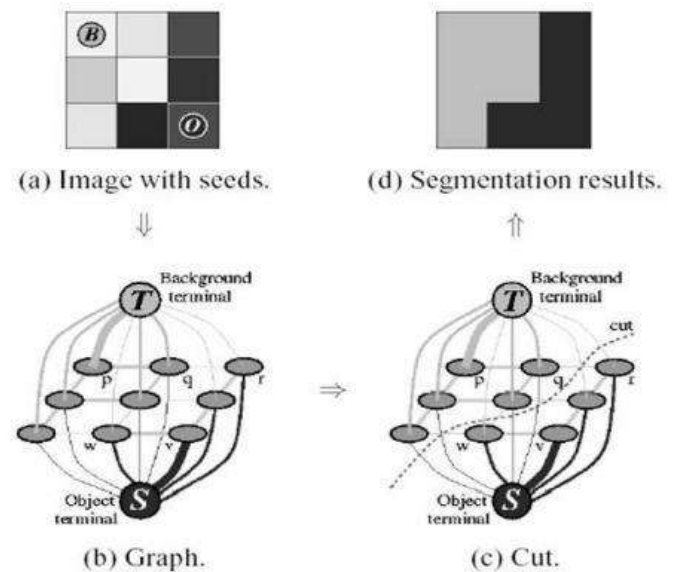 B
O
(a) Image with seeds.
(d) Segmentation results.
Background
terminal
T
p
q
r
w
v
S
Object
terminal
(b) Graph.
Background
terminal
T
cut
p
q
r
w
v
S
Object
terminal
(c) Cut.